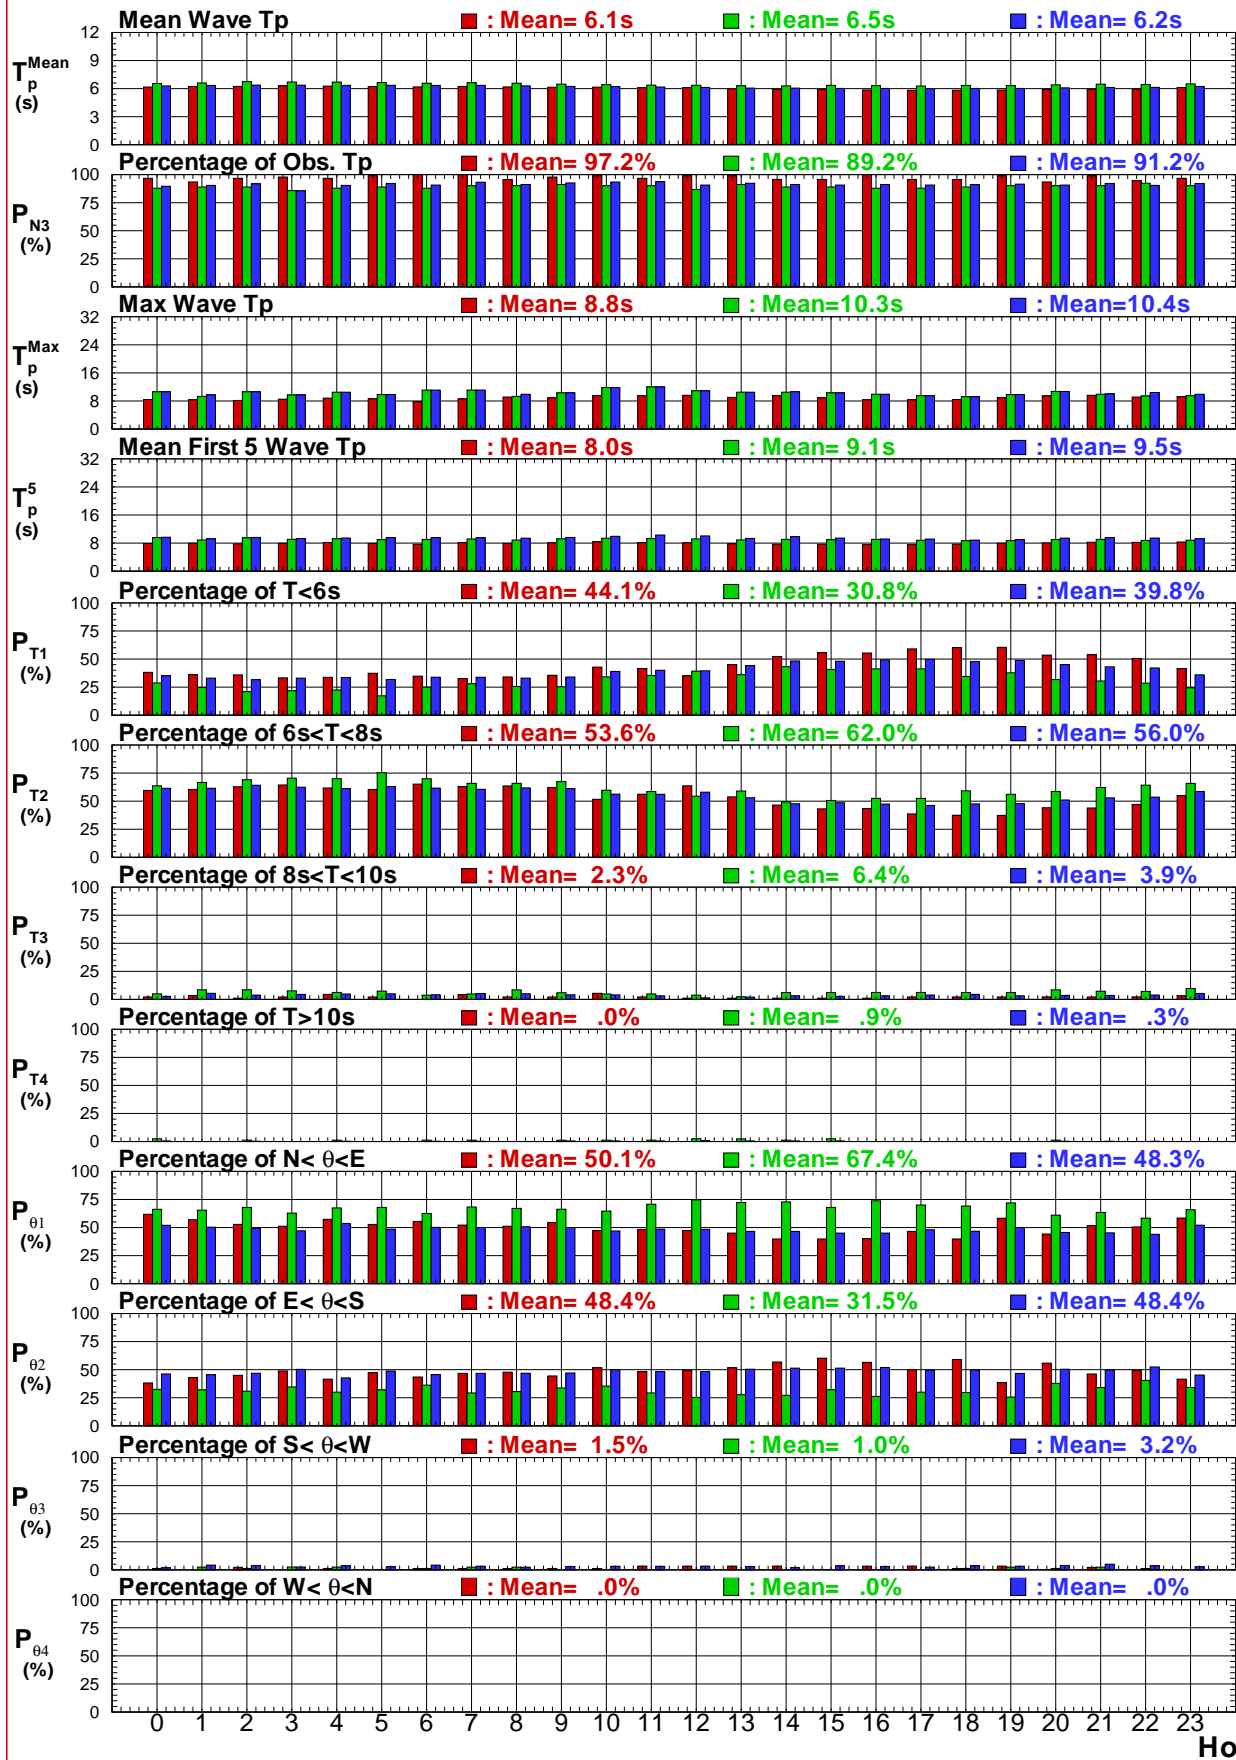 Mean Wave Tp : Mean= 6.1s : Mean= 6.5s : Mean= 6.2s
12
9
6
3
0
Tp Mean
(s)
Percentage of Obs. Tp : Mean= 97.2% : Mean= 89.2% : Mean= 91.2%
100
75
50
25
0
P N3
(%)
Max Wave Tp : Mean= 8.8s : Mean=10.3s : Mean=10.4s
32
24
16
8
0
Tp Max
(s)
Mean First 5 Wave Tp : Mean= 8.0s : Mean= 9.1s : Mean= 9.5s
32
24
16
8
0
Tp 5
(s)
Percentage of T<6s : Mean= 44.1% : Mean= 30.8% : Mean= 39.8%
100
75
50
25
0
P T1
(%)
Percentage of 6s<T<8s : Mean= 53.6% : Mean= 62.0% : Mean= 56.0%
100
75
50
25
0
P T2
(%)
Percentage of 8s<T<10s : Mean= 2.3% : Mean= 6.4% : Mean= 3.9%
100
75
50
25
0
P T3
(%)
Percentage of T>10s : Mean= .0% : Mean= .9% : Mean= .3%
100
75
50
25
0
P T4
(%)
Percentage of N< θ<E : Mean= 50.1% : Mean= 67.4% : Mean= 48.3%
100
75
50
25
0
P θ1
(%)
Percentage of E< θ<S : Mean= 48.4% : Mean= 31.5% : Mean= 48.4%
100
75
50
25
0
P θ2
(%)
Percentage of S< θ<W : Mean= 1.5% : Mean= 1.0% : Mean= 3.2%
100
75
50
25
0
P θ3
(%)
Percentage of W< θ<N : Mean= .0% : Mean= .0% : Mean= .0%
100
75
50
25
0
P θ4
(%)
0 1 2 3 4 5 6 7 8 9 10 11 12 13 14 15 16 17 18 19 20 21 22 23
Ho